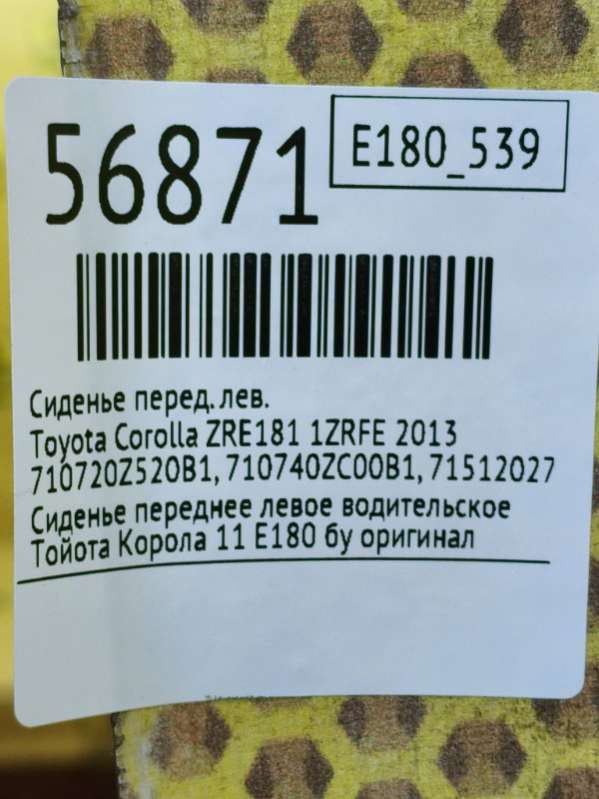 56871
E180_539
Сиденье перед. лев.
Toyota Corolla ZRE181 1ZRFE 2013
710720Z520B1, 710740ZC00B1, 71512027
Сиденье переднее левое водительское
Тойота Корола 11 Е180 бу оригинал